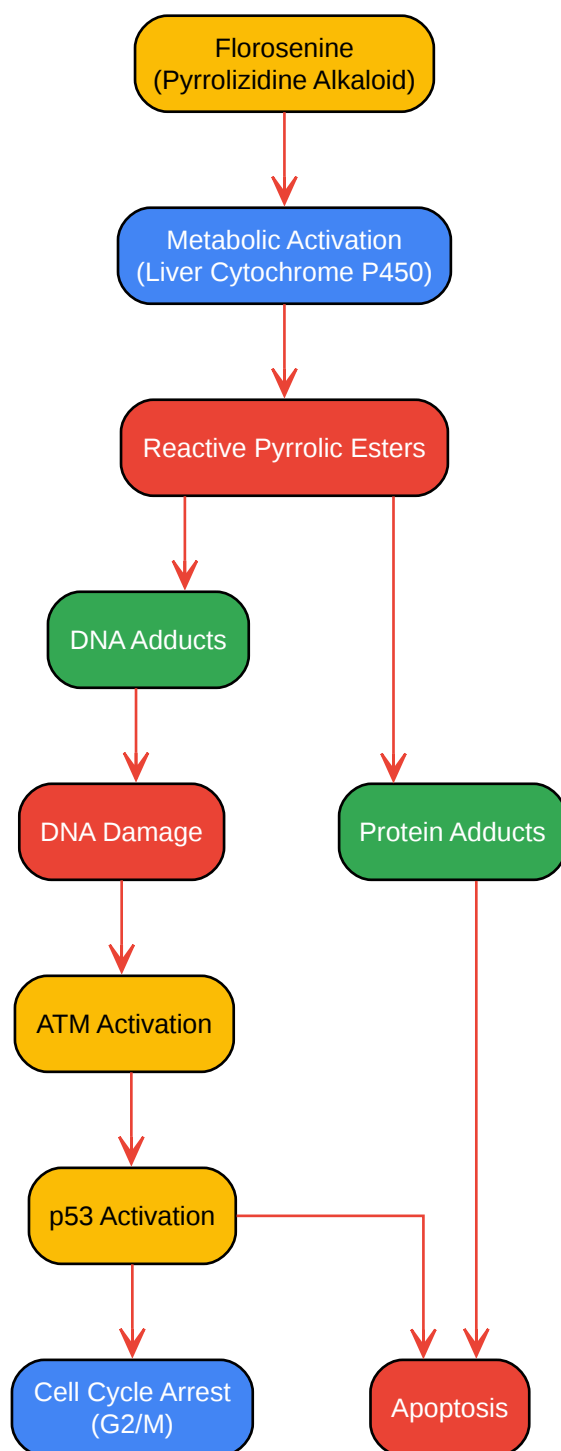 Florosenine
(Pyrrolizidine Alkaloid)
Metabolic Activation
(Liver Cytochrome P450)
Reactive Pyrrolic Esters
DNA Adducts
DNA Damage
Protein Adducts
ATM Activation
p53 Activation
Cell Cycle Arrest
(G2/M)
Apoptosis